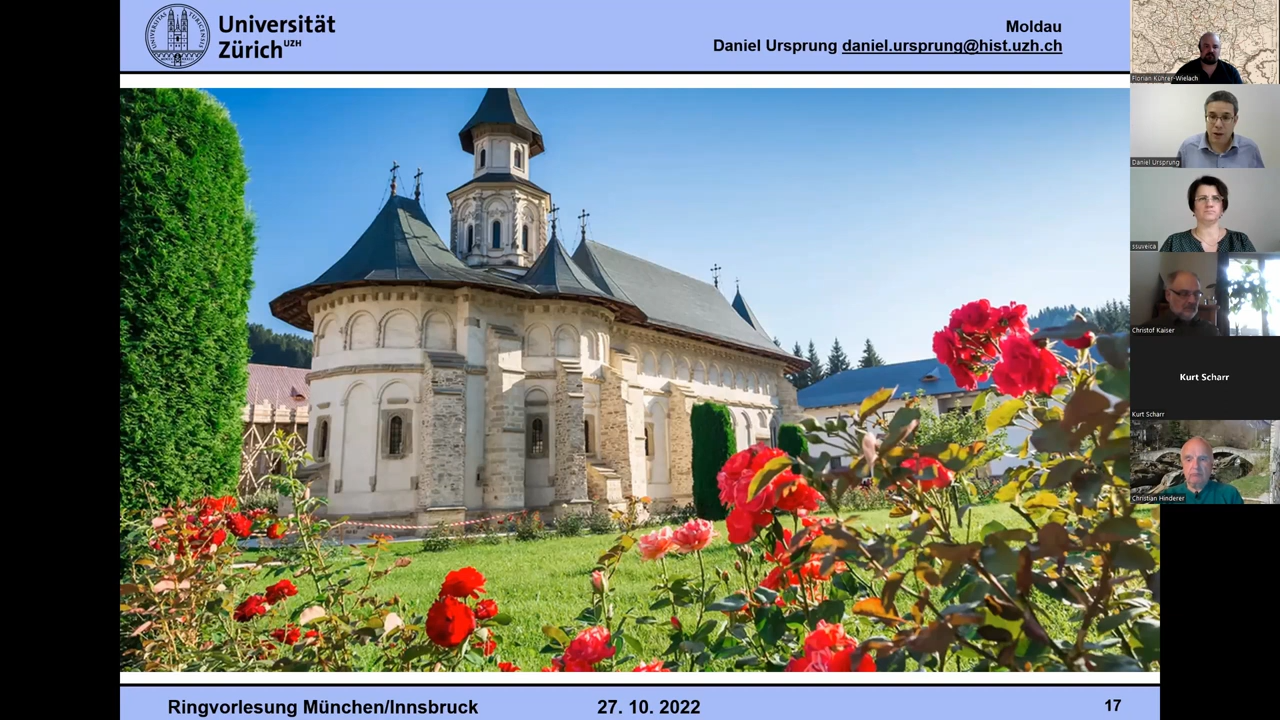 Universität
Zürich UZH
Moldau
Daniel Ursprung daniel.ursprung@hist.uzh.ch
Florian Kührer-Wielach
Daniel Ursprung
ssuveica
Christof Kaiser
Kurt Scharr
Kurt Scharr
Christian Hinderer
Ringvorlesung München/Innsbruck
27. 10. 2022
17